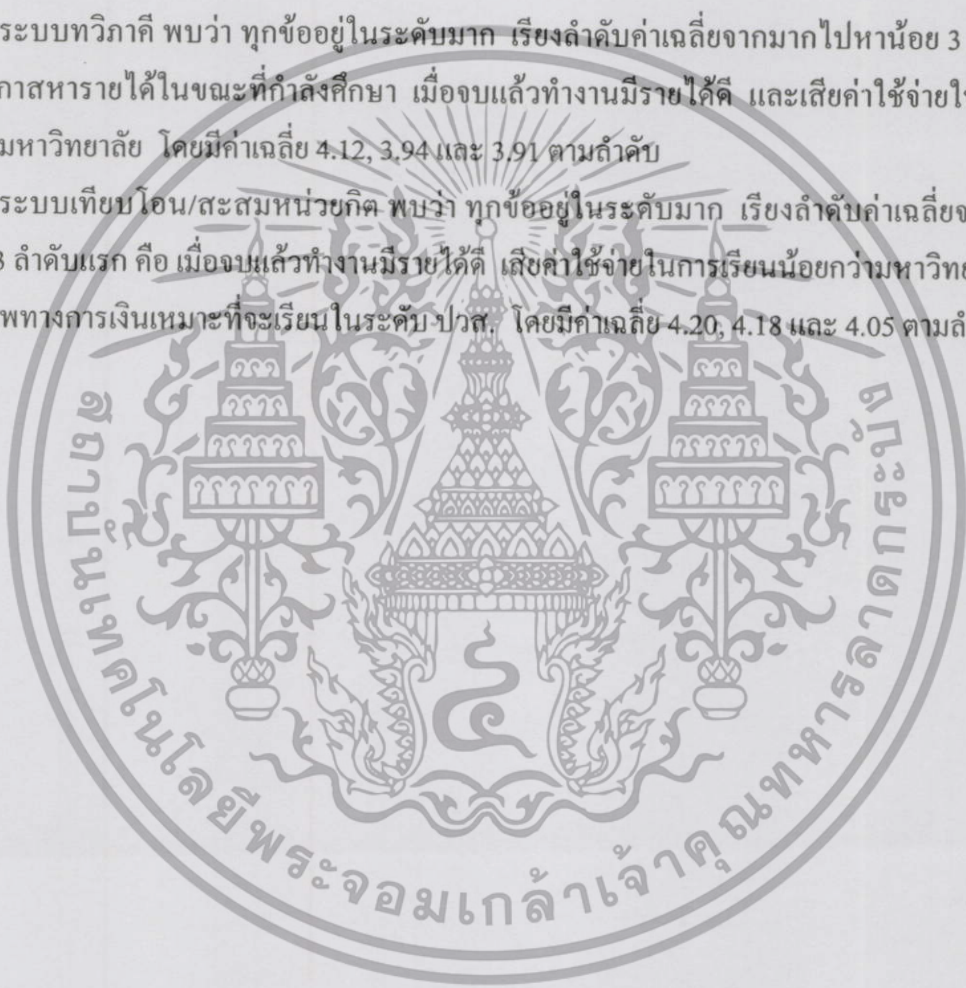 ระบบทวิภาคี พบว่า ทุกข้ออยู่ในระดับมาก เรียงลำดับค่าเฉลี่ยจากมากไปหาน้อย 3
กาสหารายได้ในขณะที่กำลังศึกษา เมื่อจบแล้วทำงานมีรายได้ดี และเสียค่าใช้จ่ายใ
มหาวิทยาลัย โดยมีค่าเฉลี่ย 4.12, 3.94 และ 3.91 ตามลำดับ
ระบบเทียบโอน/สะสมหน่วยกิต พบว่า ทุกข้ออยู่ในระดับมาก เรียงลำดับค่าเฉลี่ยจ
3 ลำดับแรก คือ เมื่อจบแล้วทำงานมีรายได้ดี เสียค่าใช้จ่ายในการเรียนน้อยกว่ามหาวิทย
พทางการเงินเหมาะที่จะเรียนในระดับ ปวส. โดยมีค่าเฉลี่ย 4.20, 4.18 และ 4.05 ตามลำ
สถาบันเทคโนโลยีพระจอมเกล้าเจ้าคุณทหารลาดกระบัง
๔